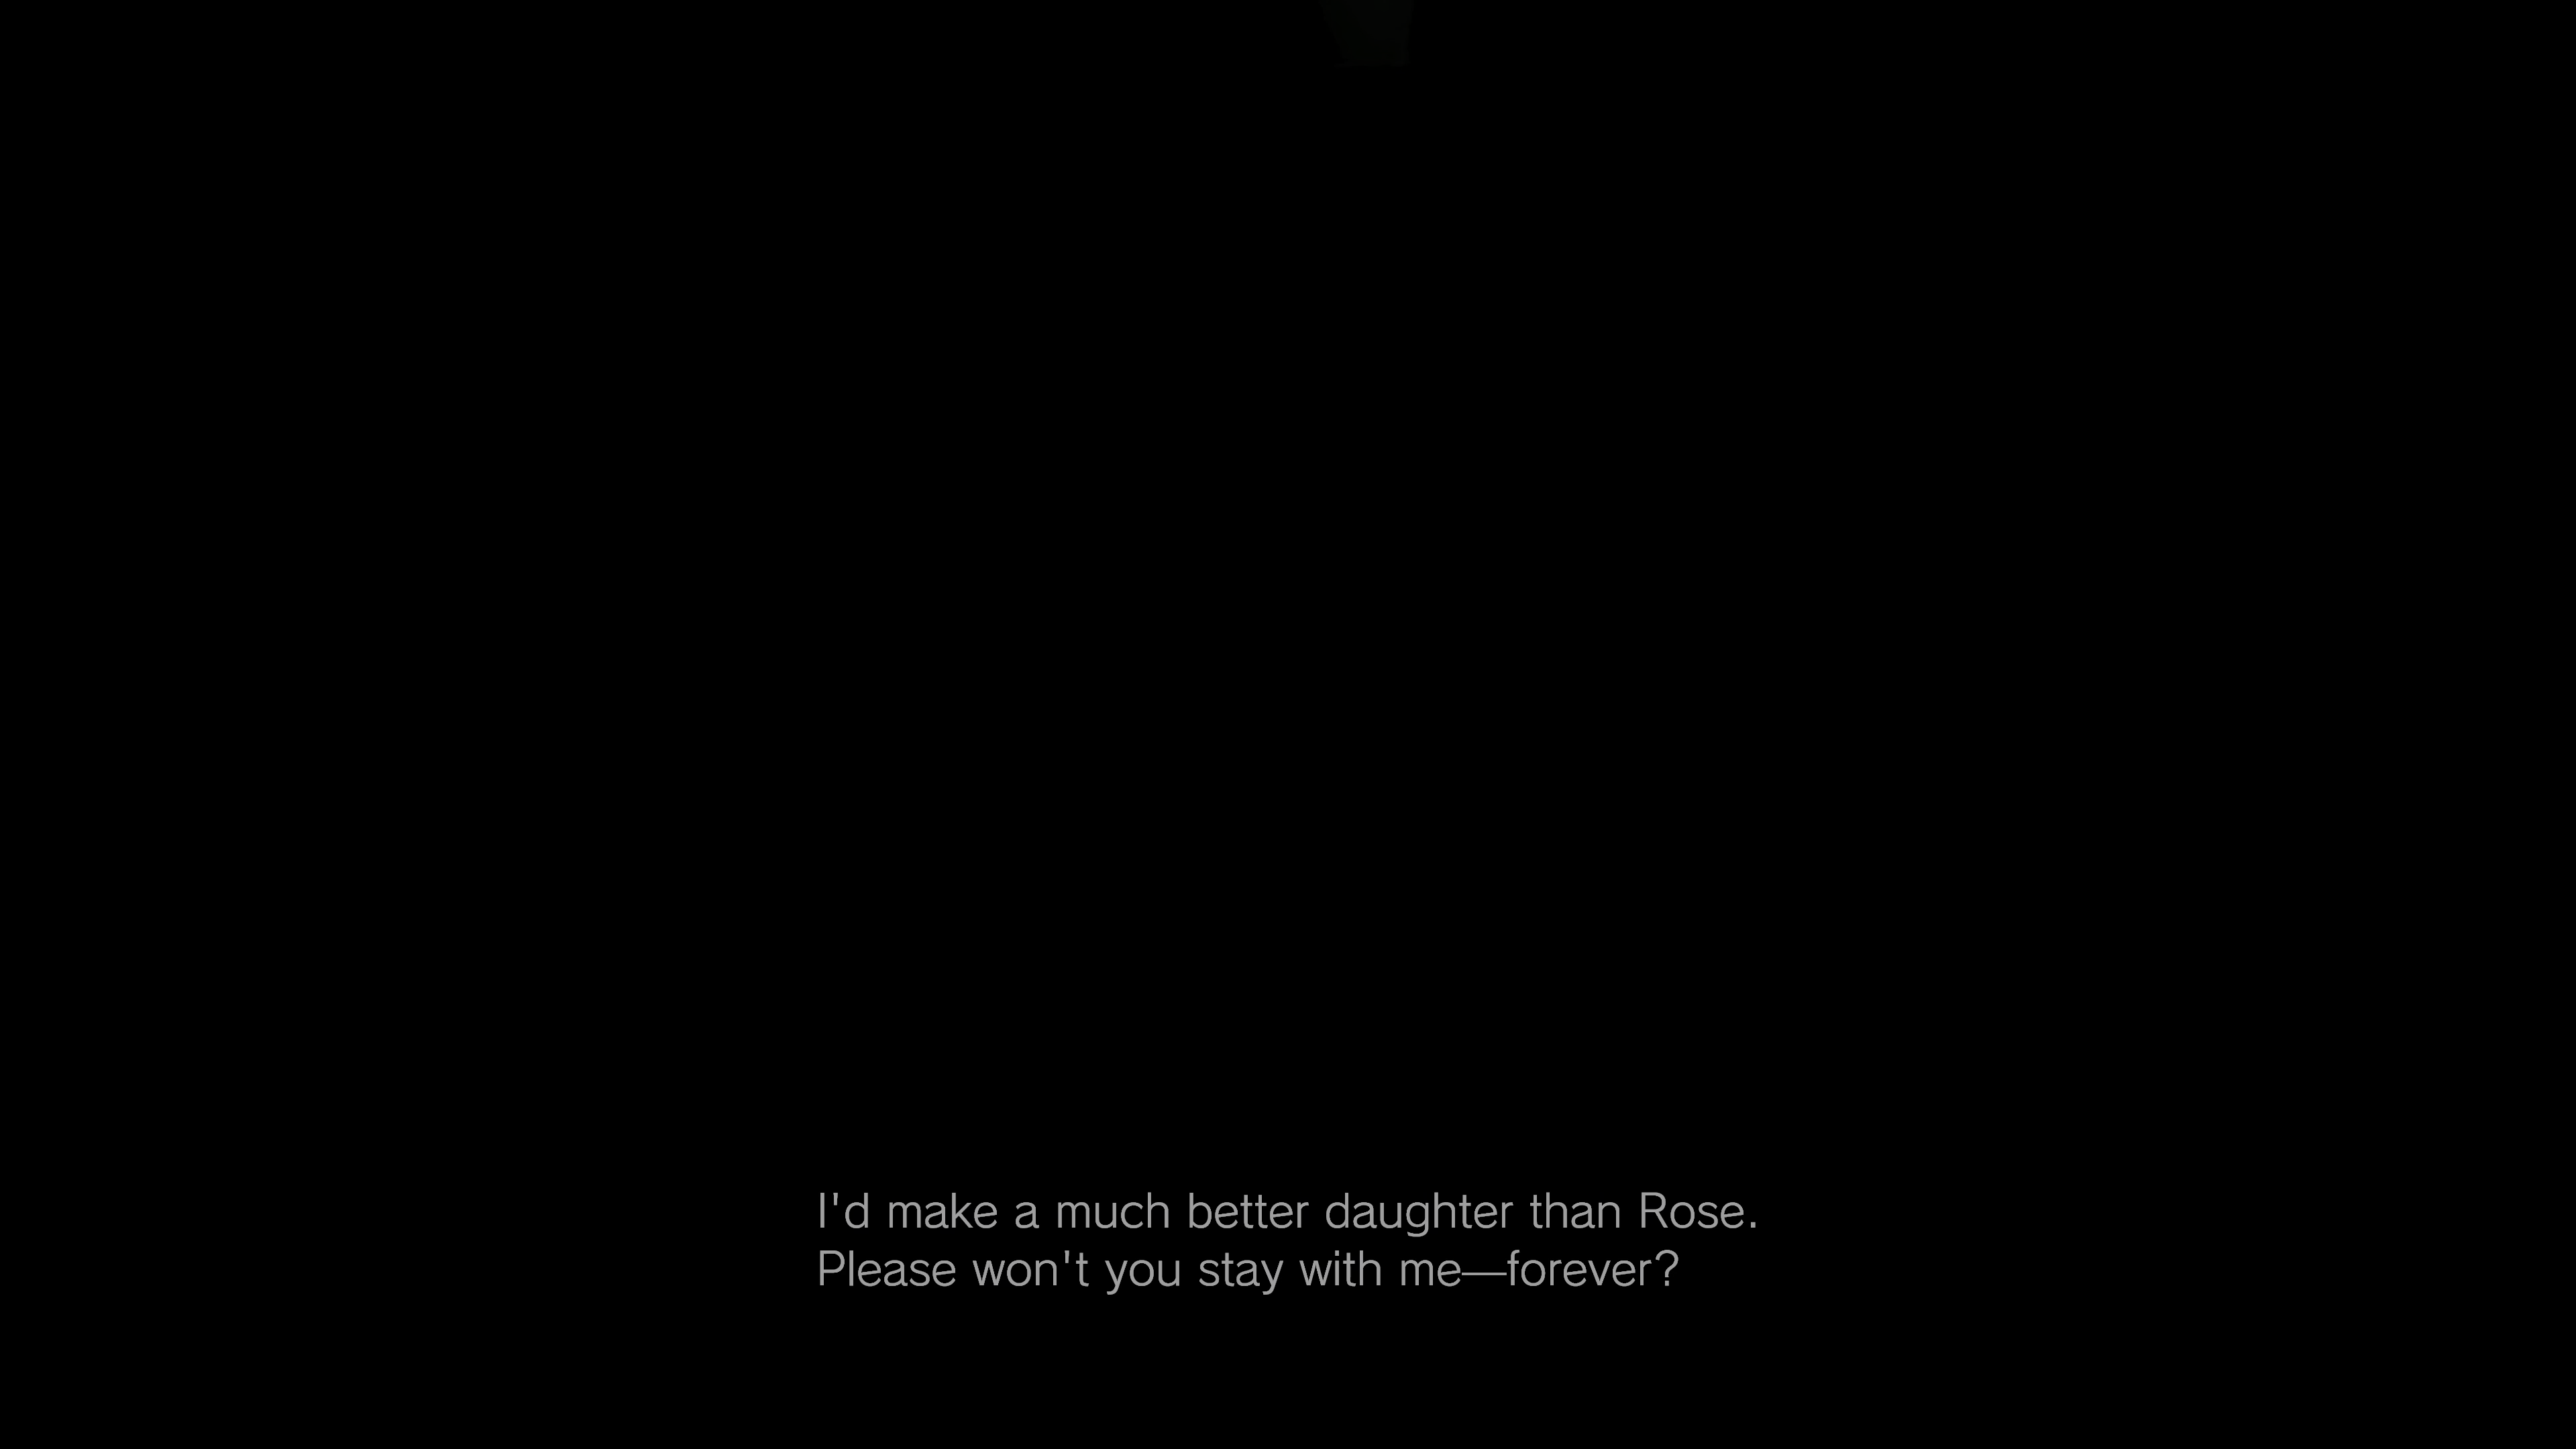 I'd make a much better daughter than Rose.
Please won't you stay with me—forever?